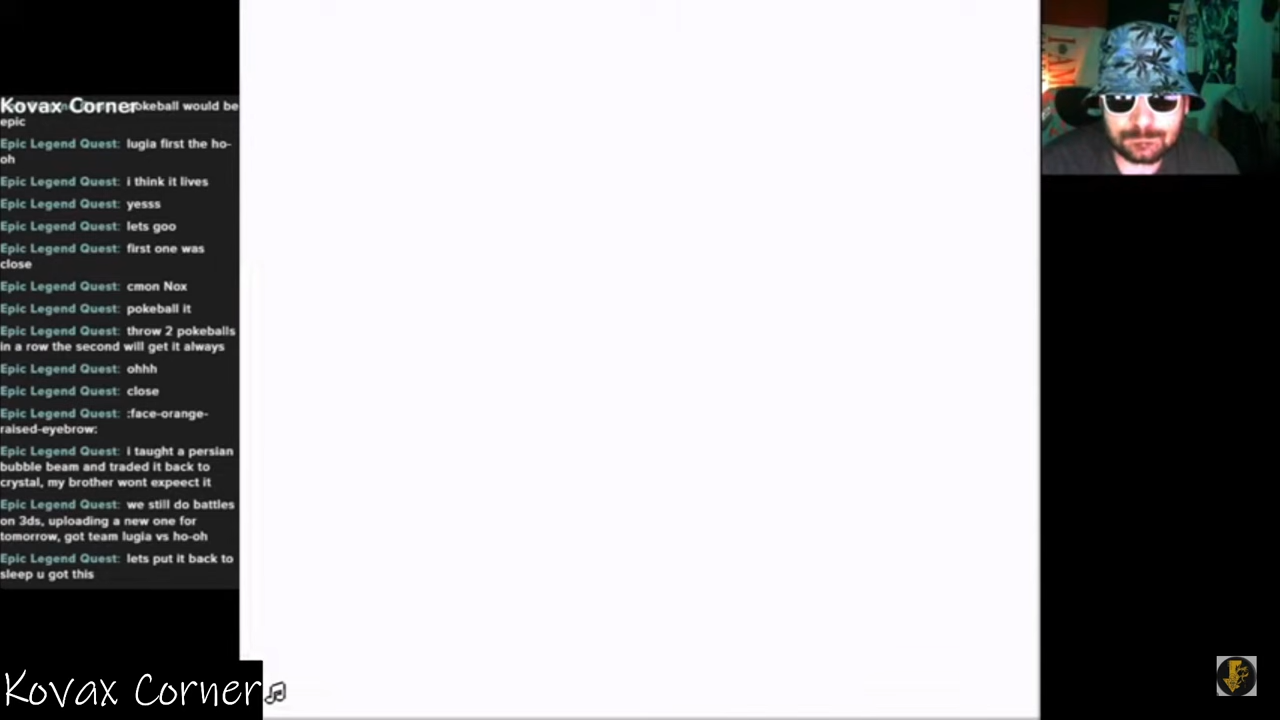 Kovax Corner
pokeball would be
epic
Epic Legend Quest: lugia first the ho-
oh
Epic Legend Quest: i think it lives
Epic Legend Quest: yesss
Epic Legend Quest: lets goo
Epic Legend Quest: first one was
close
Epic Legend Quest: cmon Nox
Epic Legend Quest: pokeball it
Epic Legend Quest: throw 2 pokeballs
in a row the second will get it always
Epic Legend Quest: ohhh
Epic Legend Quest: close
Epic Legend Quest: :face-orange-
raised-eyebrow:
Epic Legend Quest: i taught a persian
bubble beam and traded it back to
crystal, my brother wont expeect it
Epic Legend Quest: we still do battles
on 3ds, uploading a new one for
tomorrow, got team lugia vs ho-oh
Epic Legend Quest: lets put it back to
sleep u got this
Kovax Corner